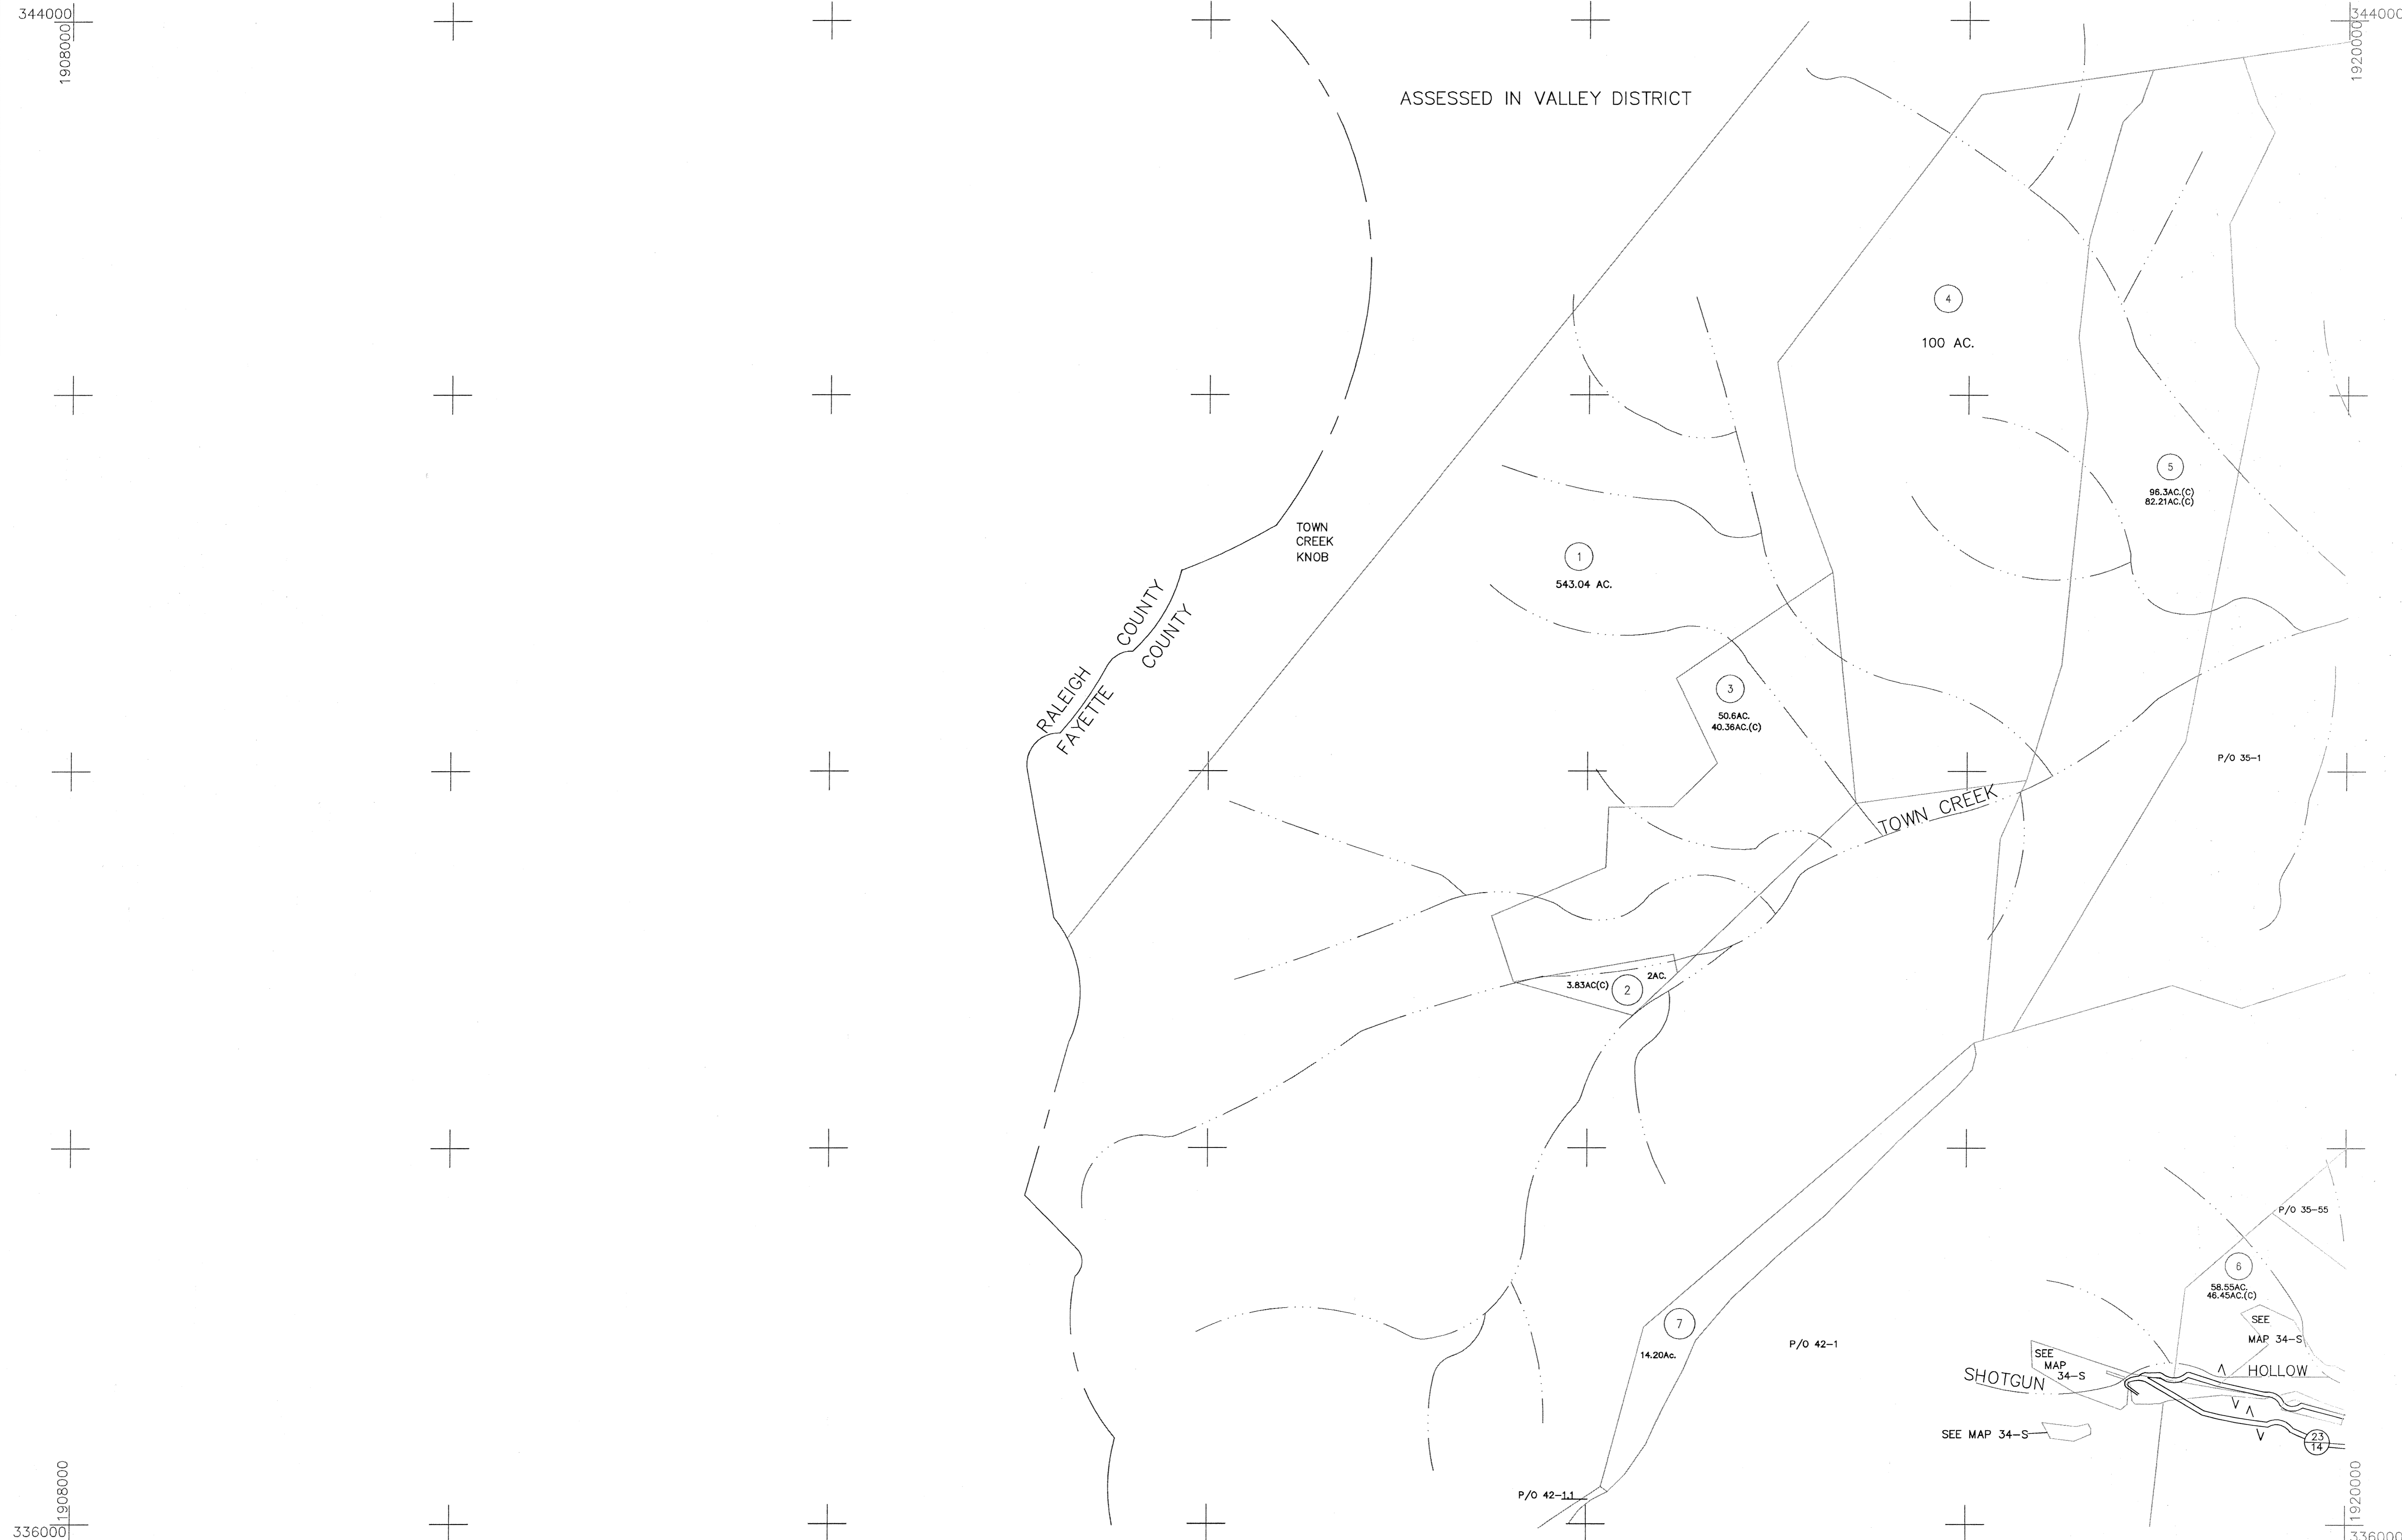 344000
1908000
344000
1920000
ASSESSED IN VALLEY DISTRICT
4
100 AC.
5
96.3AC.(C)
82.21AC.(C)
TOWN
CREEK
KNOB
1
543.04 AC.
RALEIGH COUNTY
FAYETTE COUNTY
3
50.6AC.
40.36AC.(C)
P/O 35-1
TOWN CREEK
2AC.
3.83AC(C)
2
P/O 35-55
6
58.55AC.
46.45AC.(C)
SEE
MAP 34-S
7
14.20Ac.
P/O 42-1
SEE
MAP
34-S
SHOTGUN HOLLOW
SEE MAP 34-S
23
14
P/O 42-1.1
1908000
336000
1920000
336000